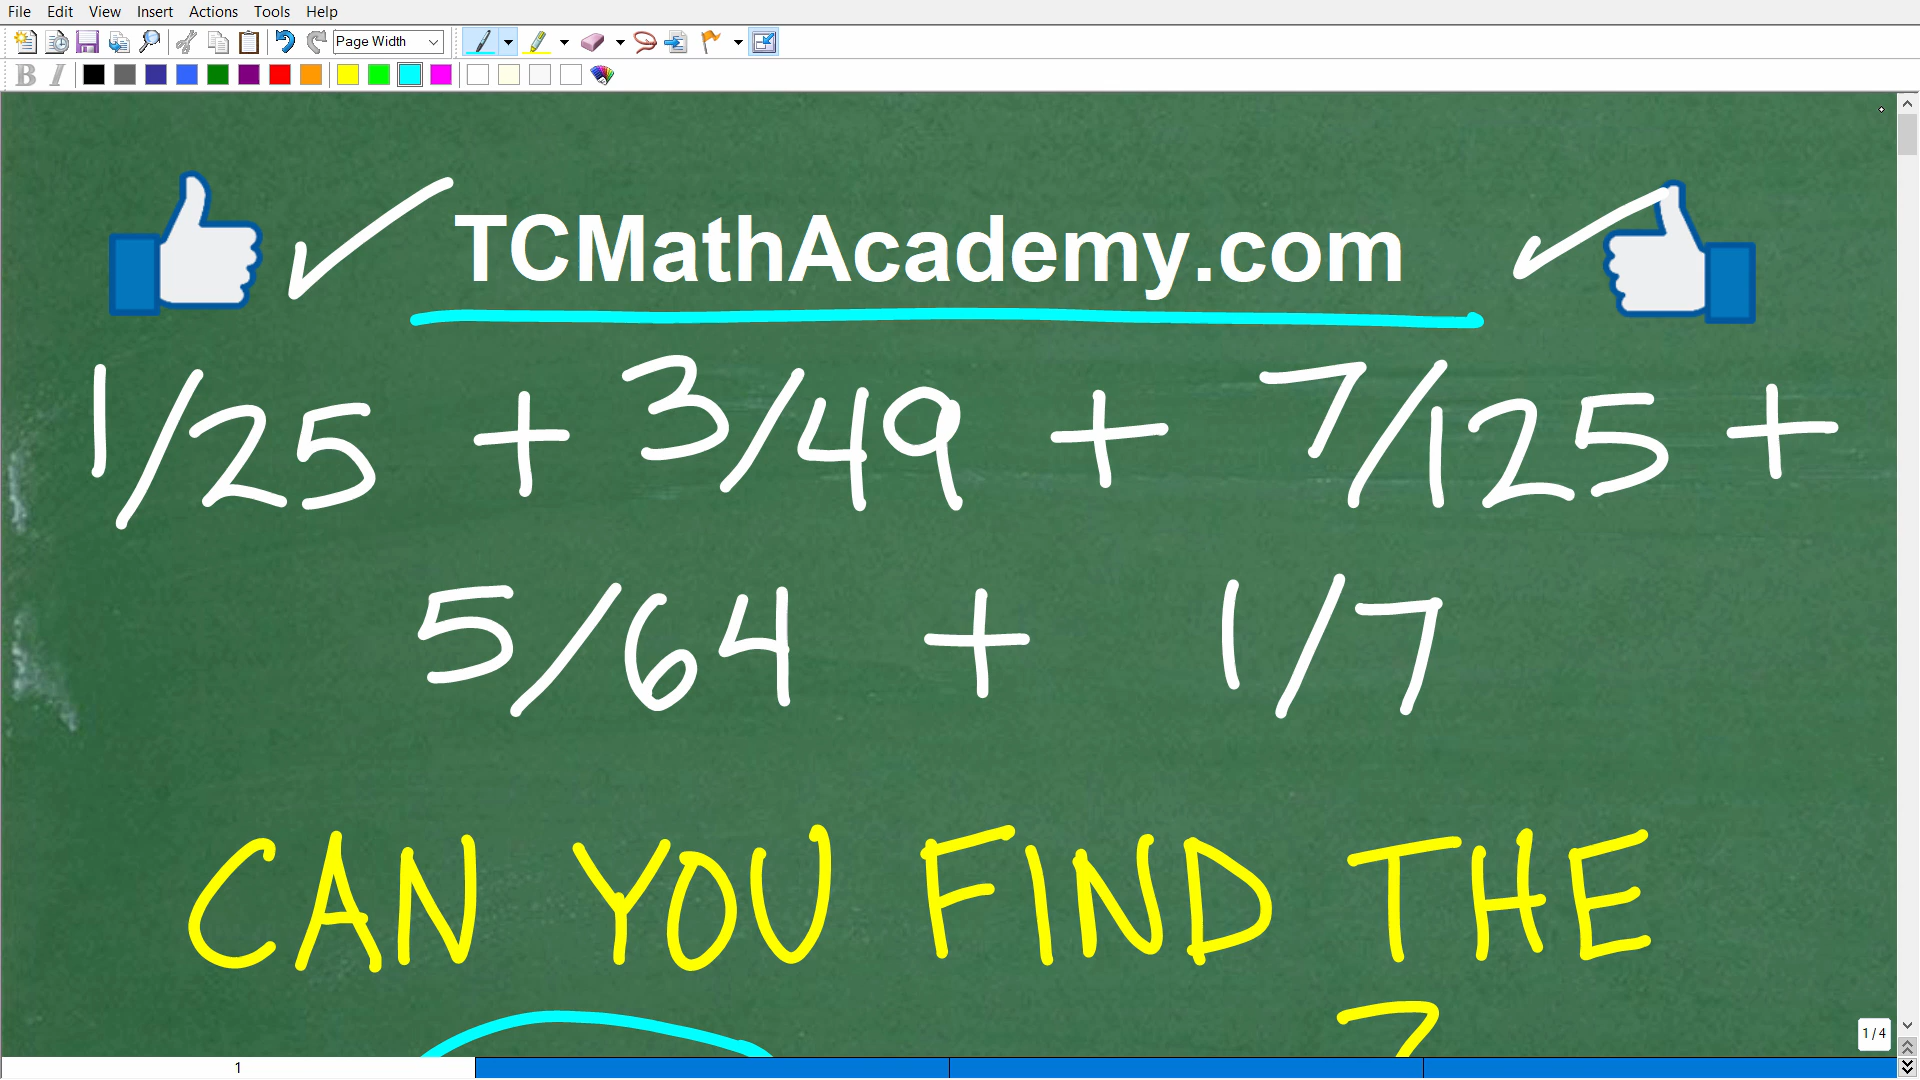 File Edit View Insert Actions Tools Help
Page Width
B I
TCMathAcademy.com
1/25 + 3/49 + 7/125 +
5/64 + 1/7
CAN YOU FIND THE
?
1 / 4
1